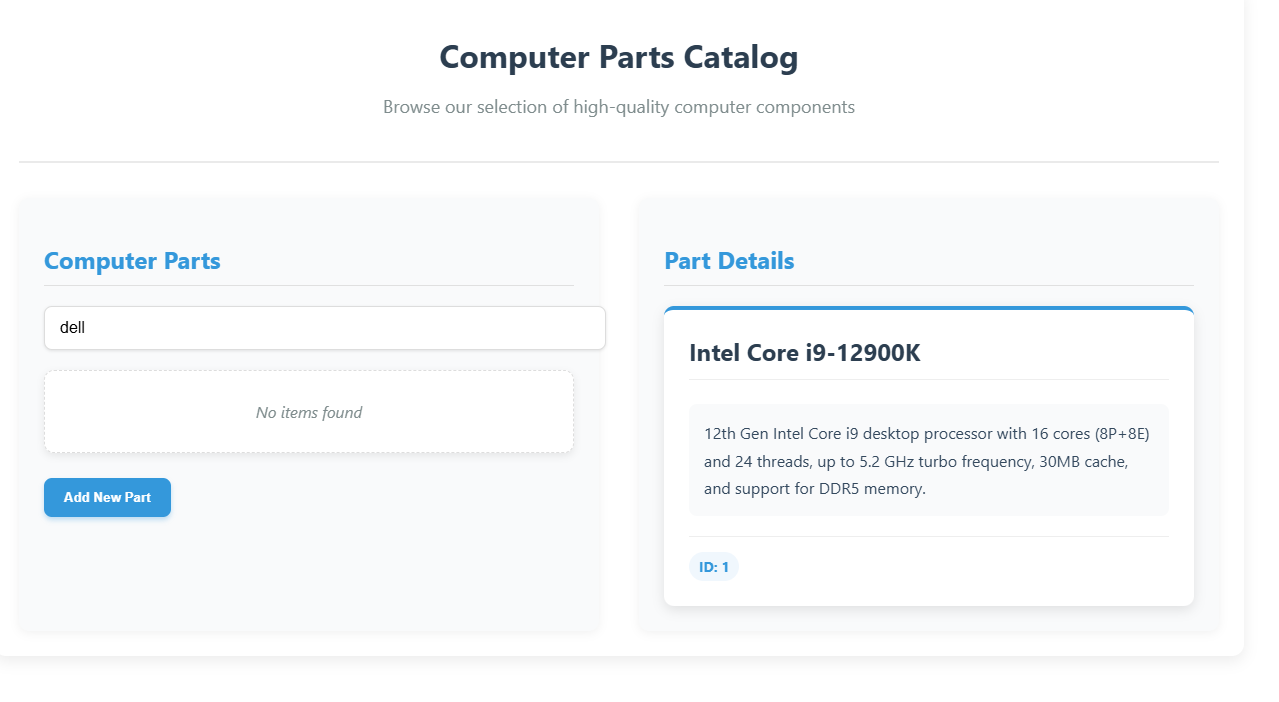 Computer Parts Catalog
Browse our selection of high-quality computer components
Computer Parts
dell
No items found
Add New Part
Part Details
Intel Core i9-12900K
12th Gen Intel Core i9 desktop processor with 16 cores (8P+8E)
and 24 threads, up to 5.2 GHz turbo frequency, 30MB cache,
and support for DDR5 memory.
ID: 1